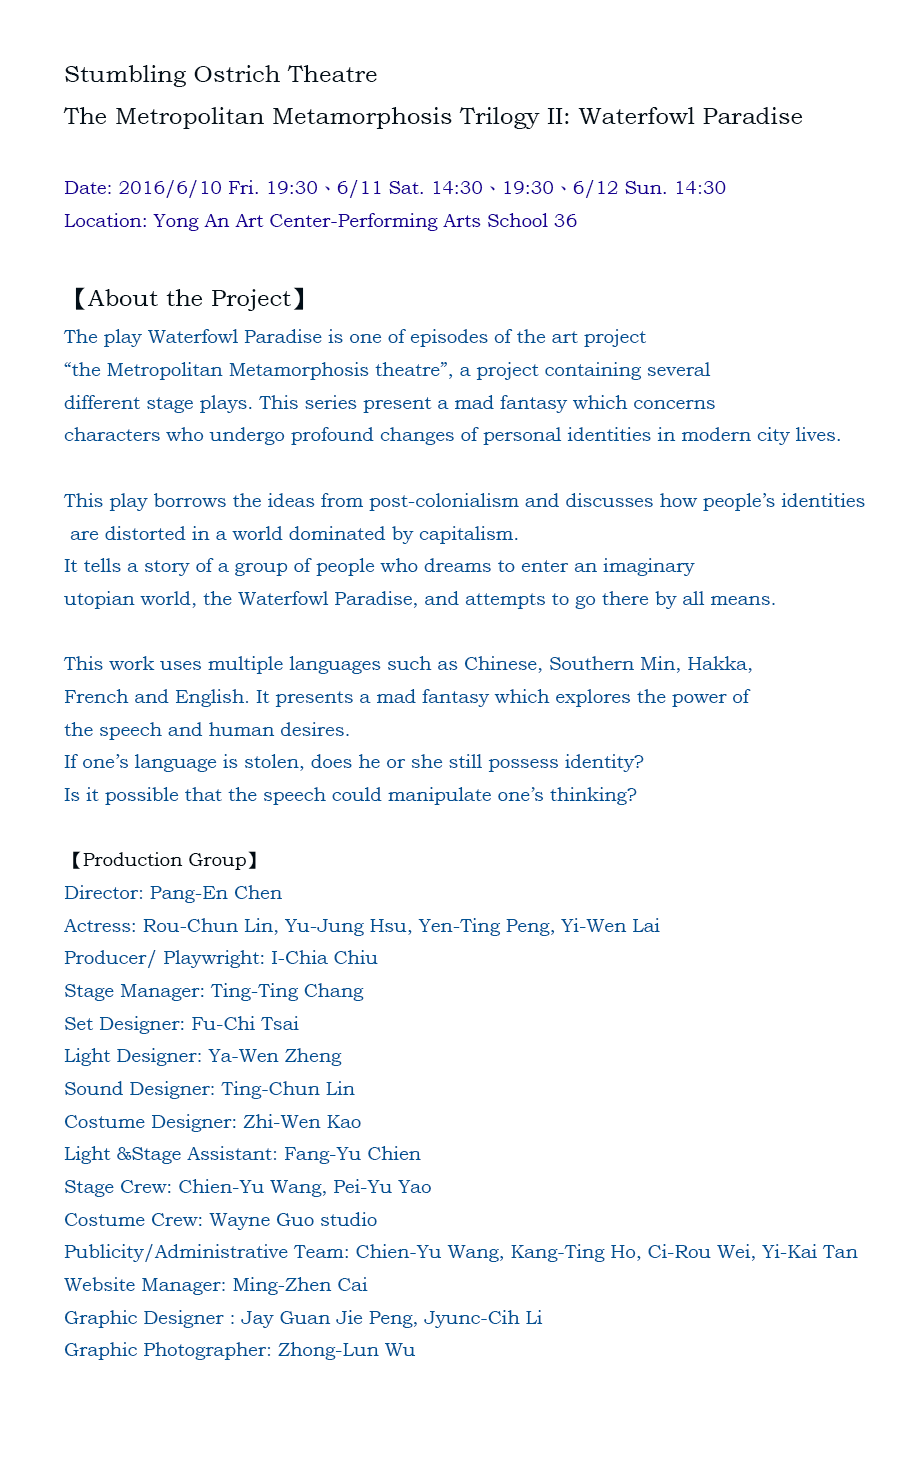 Stumbling Ostrich Theatre
The Metropolitan Metamorphosis Trilogy II: Waterfowl Paradise
Date: 2016/6/10 Fri. 19:30、6/11 Sat. 14:30、19:30、6/12 Sun. 14:30
Location: Yong An Art Center-Performing Arts School 36
【About the Project】
The play Waterfowl Paradise is one of episodes of the art project
“the Metropolitan Metamorphosis theatre”, a project containing several
different stage plays. This series present a mad fantasy which concerns
characters who undergo profound changes of personal identities in modern city lives.
This play borrows the ideas from post-colonialism and discusses how people’s identities
are distorted in a world dominated by capitalism.
It tells a story of a group of people who dreams to enter an imaginary
utopian world, the Waterfowl Paradise, and attempts to go there by all means.
This work uses multiple languages such as Chinese, Southern Min, Hakka,
French and English. It presents a mad fantasy which explores the power of
the speech and human desires.
If one’s language is stolen, does he or she still possess identity?
Is it possible that the speech could manipulate one’s thinking?
【Production Group】
Director: Pang-En Chen
Actress: Rou-Chun Lin, Yu-Jung Hsu, Yen-Ting Peng, Yi-Wen Lai
Producer/ Playwright: I-Chia Chiu
Stage Manager: Ting-Ting Chang
Set Designer: Fu-Chi Tsai
Light Designer: Ya-Wen Zheng
Sound Designer: Ting-Chun Lin
Costume Designer: Zhi-Wen Kao
Light &Stage Assistant: Fang-Yu Chien
Stage Crew: Chien-Yu Wang, Pei-Yu Yao
Costume Crew: Wayne Guo studio
Publicity/Administrative Team: Chien-Yu Wang, Kang-Ting Ho, Ci-Rou Wei, Yi-Kai Tan
Website Manager: Ming-Zhen Cai
Graphic Designer : Jay Guan Jie Peng, Jyunc-Cih Li
Graphic Photographer: Zhong-Lun Wu